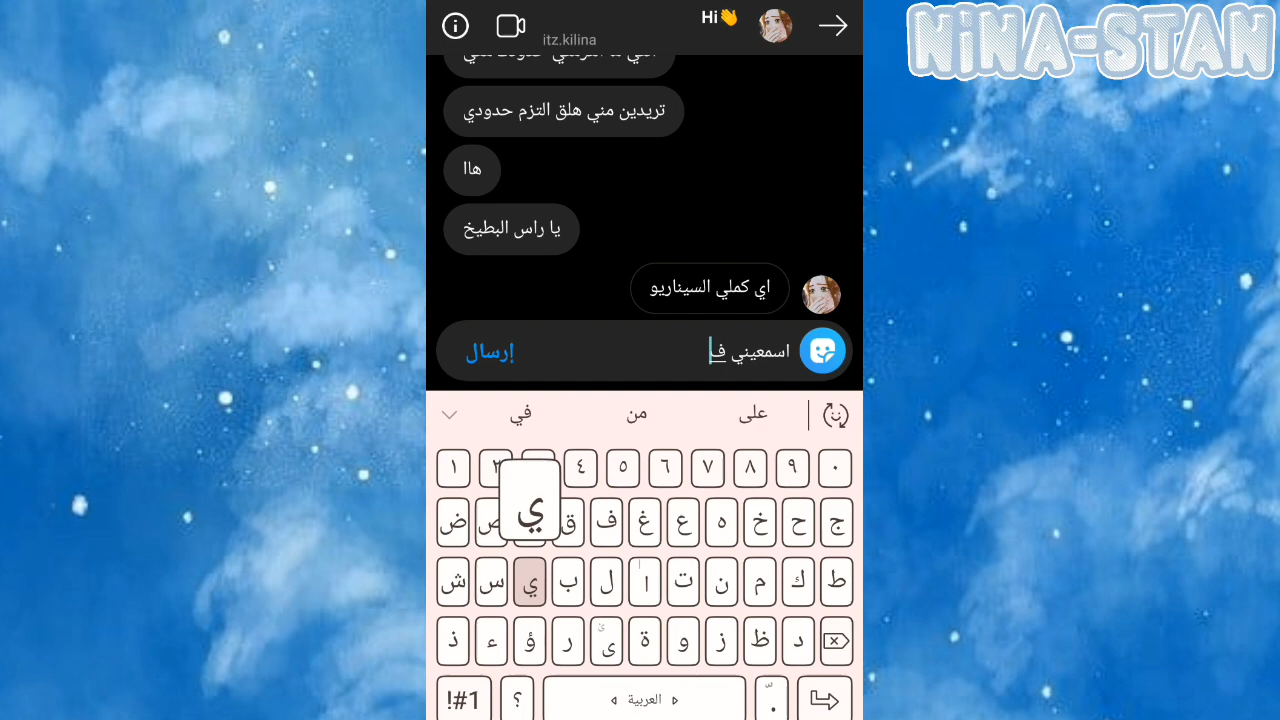 NiNA-STAN
Hi👋
itz.kilina
تريدين مني هلق التزم حدودي
هاا
يا راس البطيخ
اي كملي السيناريو
اسمعيني ف
إرسال
على من في
١ ٢ ٤ ٥ ٦ ٧ ٨ ٩ ٠
ي
ض ص ق ف غ ع ه خ ح ج
ش س ي ب ل ا ت ن م ك ط
ذ ء ؤ ر ى ة و ز ظ د
!#1 ؟ العربية .